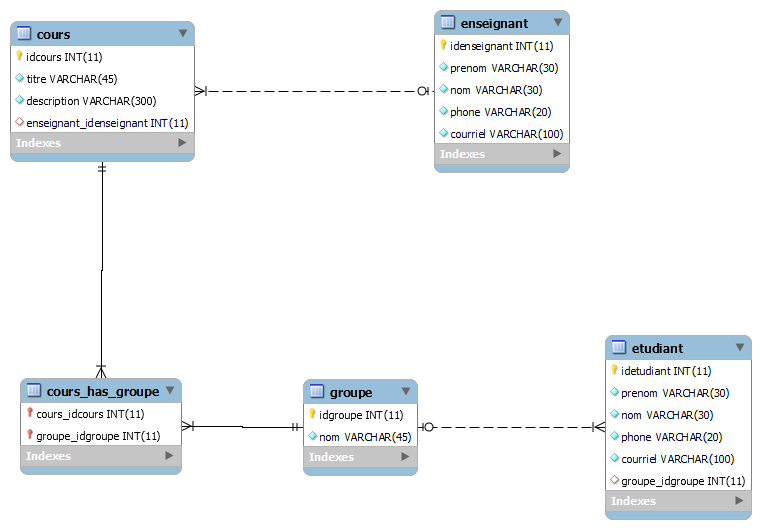 cours
idcours INT(11)
titre VARCHAR(45)
description VARCHAR(300)
enseignant_idenseignant INT(11)
Indexes
enseignant
idenseignant INT(11)
prenom VARCHAR(30)
nom VARCHAR(30)
phone VARCHAR(20)
courriel VARCHAR(100)
Indexes
cours_has_groupe
cours_idcours INT(11)
groupe_idgroupe INT(11)
Indexes
groupe
idgroupe INT(11)
nom VARCHAR(45)
Indexes
etudiant
idetudiant INT(11)
prenom VARCHAR(30)
nom VARCHAR(30)
phone VARCHAR(20)
courriel VARCHAR(100)
groupe_idgroupe INT(11)
Indexes